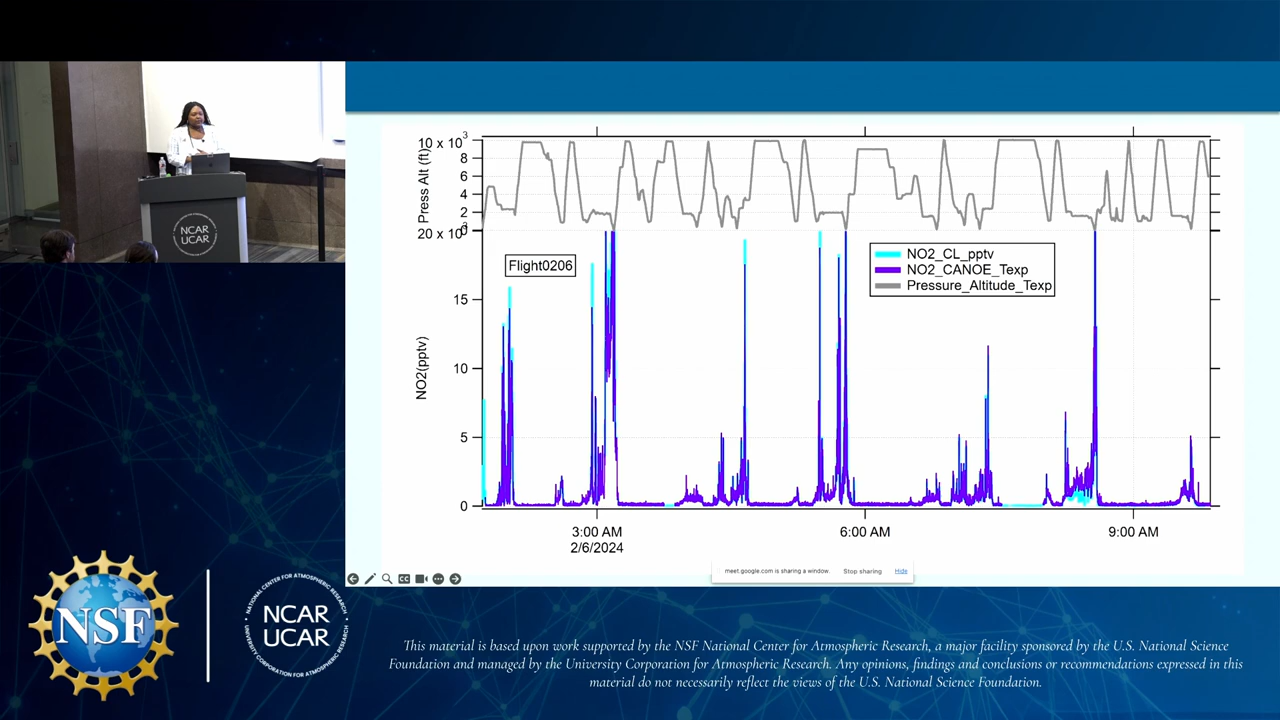 NCAR
UCAR
10 x 10³
8
6
4
2
0
Press Alt (ft)
20 x 10³
15
10
5
0
NO2(pptv)
Flight0206
NO2_CL_pptv
NO2_CANOE_Texp
Pressure_Altitude_Texp
3:00 AM
2/6/2024
6:00 AM
9:00 AM
CC
meet.google.com is sharing a window.
Stop sharing
Hide
NSF
NATIONAL CENTER FOR ATMOSPHERIC RESEARCH
NCAR
UCAR
UNIVERSITY CORPORATION FOR ATMOSPHERIC RESEARCH
This material is based upon work supported by the NSF National Center for Atmospheric Research, a major facility sponsored by the U.S. National Science
Foundation and managed by the University Corporation for Atmospheric Research. Any opinions, findings and conclusions or recommendations expressed in this
material do not necessarily reflect the views of the U.S. National Science Foundation.